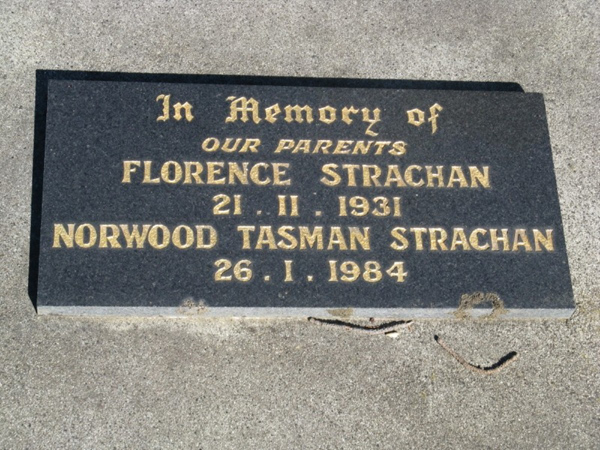 In Memory of
OUR PARENTS
FLORENCE STRACHAN
21 . 11 . 1931
NORWOOD TASMAN STRACHAN
26 . 1 . 1984